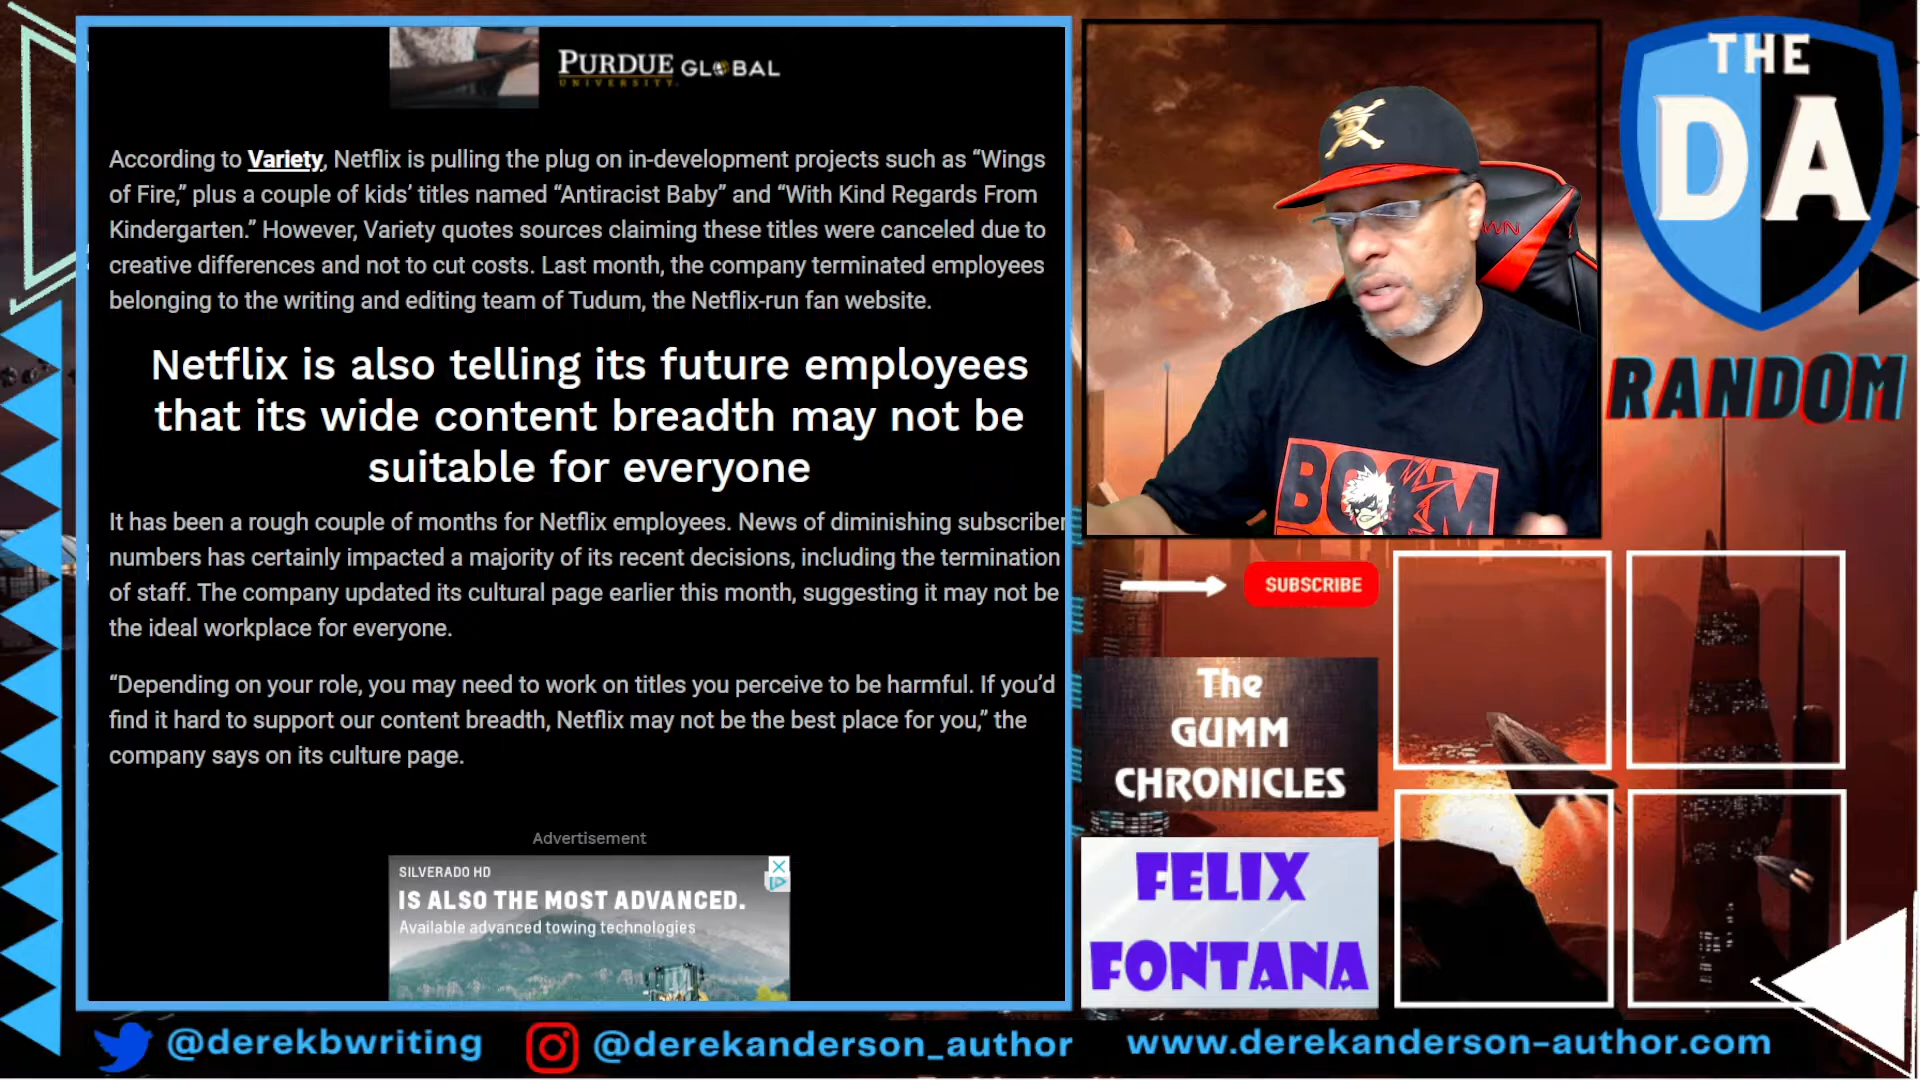 PURDUE GLOBAL
UNIVERSITY.
According to Variety, Netflix is pulling the plug on in-development projects such as “Wings
of Fire,” plus a couple of kids’ titles named “Antiracist Baby” and “With Kind Regards From
Kindergarten.” However, Variety quotes sources claiming these titles were canceled due to
creative differences and not to cut costs. Last month, the company terminated employees
belonging to the writing and editing team of Tudum, the Netflix-run fan website.
Netflix is also telling its future employees
that its wide content breadth may not be
suitable for everyone
It has been a rough couple of months for Netflix employees. News of diminishing subscriber
numbers has certainly impacted a majority of its recent decisions, including the termination
of staff. The company updated its cultural page earlier this month, suggesting it may not be
the ideal workplace for everyone.
“Depending on your role, you may need to work on titles you perceive to be harmful. If you’d
find it hard to support our content breadth, Netflix may not be the best place for you,” the
company says on its culture page.
Advertisement
SILVERADO HD
IS ALSO THE MOST ADVANCED.
Available advanced towing technologies
BOOM
THE
DA
RANDOM
SUBSCRIBE
The
GUMM
CHRONICLES
FELIX
FONTANA
@derekbwriting
@derekanderson_author
www.derekanderson-author.com